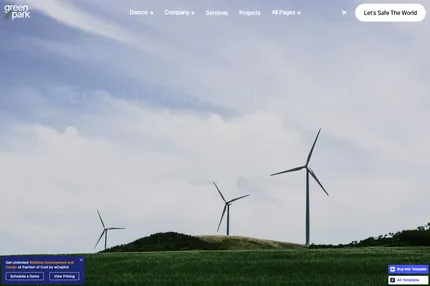 green
park
Demos
Company
Services
Projects
All Pages
Let's Safe The World
Get Unlimited Webflow Development and
Design at fraction of Cost by wCopilot
Schedule a Demo
View Pricing
Buy this Template
All Templates